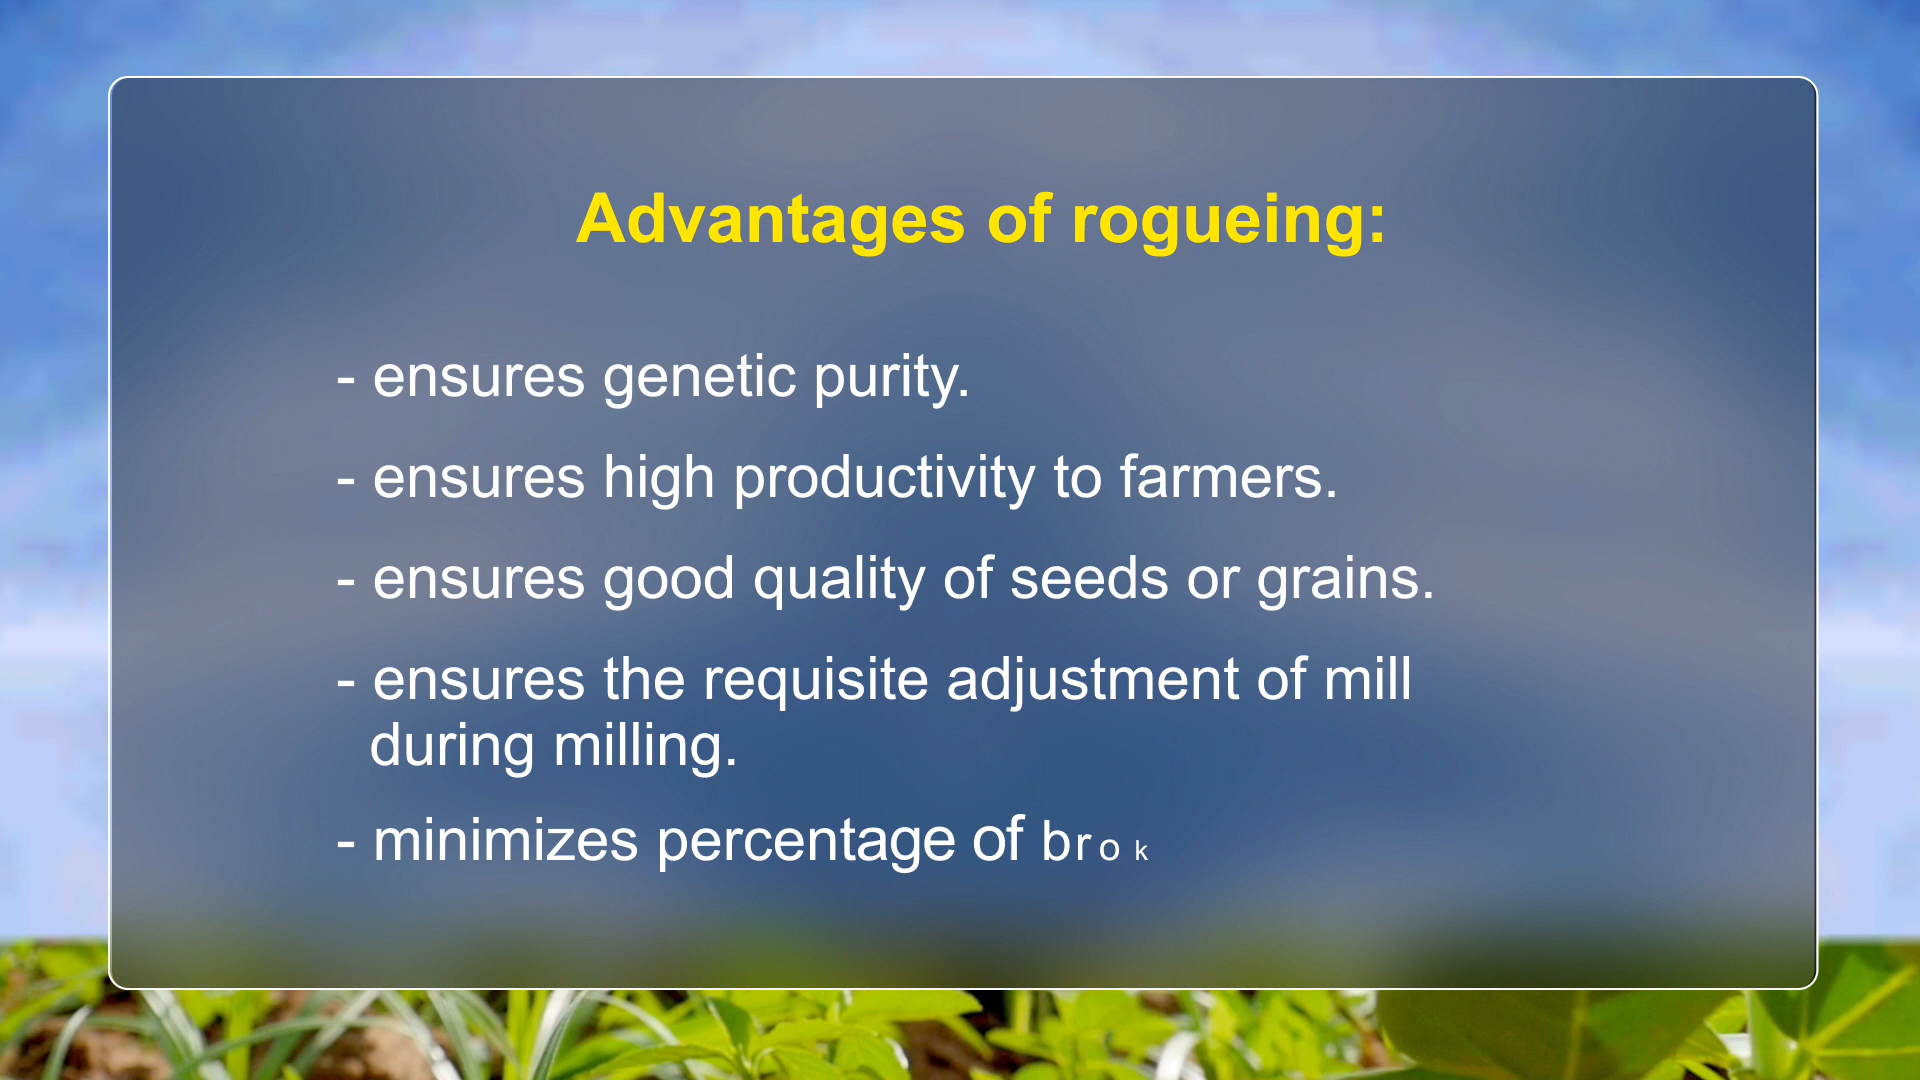 Advantages of rogueing:
- ensures genetic purity.
- ensures high productivity to farmers.
- ensures good quality of seeds or grains.
- ensures the requisite adjustment of mill
during milling.
- minimizes percentage of brok